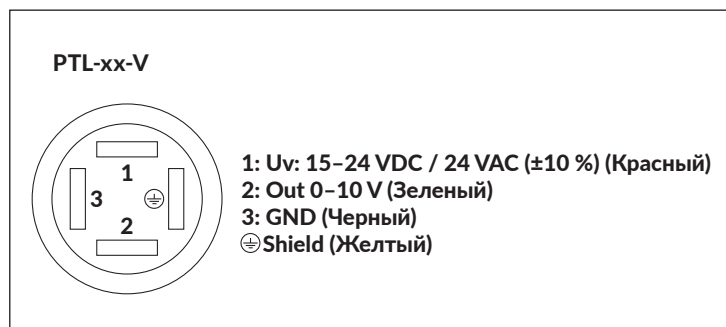 PTL-xx-V
1
3
2
1: Uv: 15–24 VDC / 24 VAC (±10 %) (Красный)
2: Out 0–10 V (Зеленый)
3: GND (Черный)
⏚ Shield (Желтый)